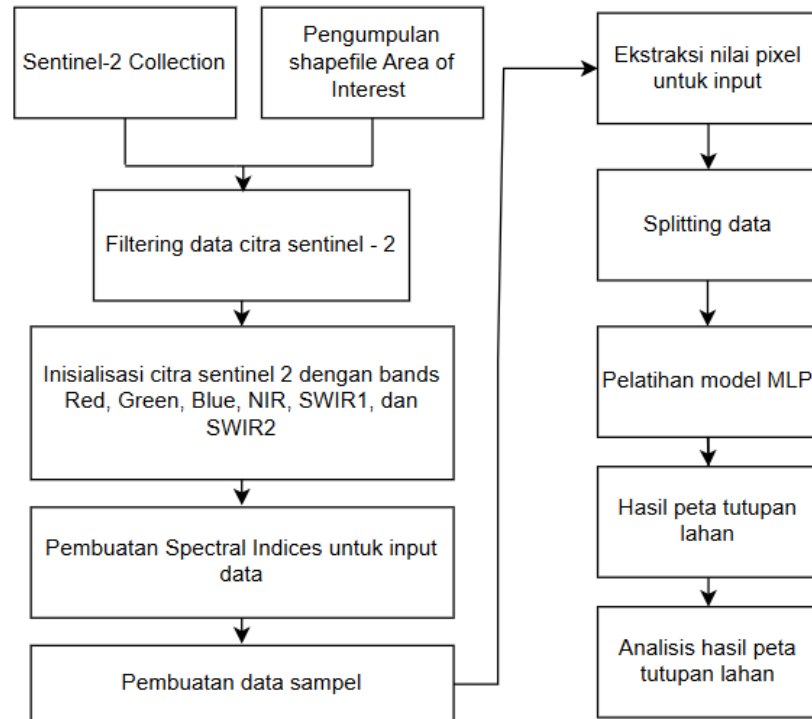 Sentinel-2 Collection
Pengumpulan
shapefile Area of
Interest
Filtering data citra sentinel - 2
Inisialisasi citra sentinel 2 dengan bands
Red, Green, Blue, NIR, SWIR1, dan
SWIR2
Pembuatan Spectral Indices untuk input
data
Pembuatan data sampel
Ekstraksi nilai pixel
untuk input
Splitting data
Pelatihan model MLP
Hasil peta tutupan
lahan
Analisis hasil peta
tutupan lahan